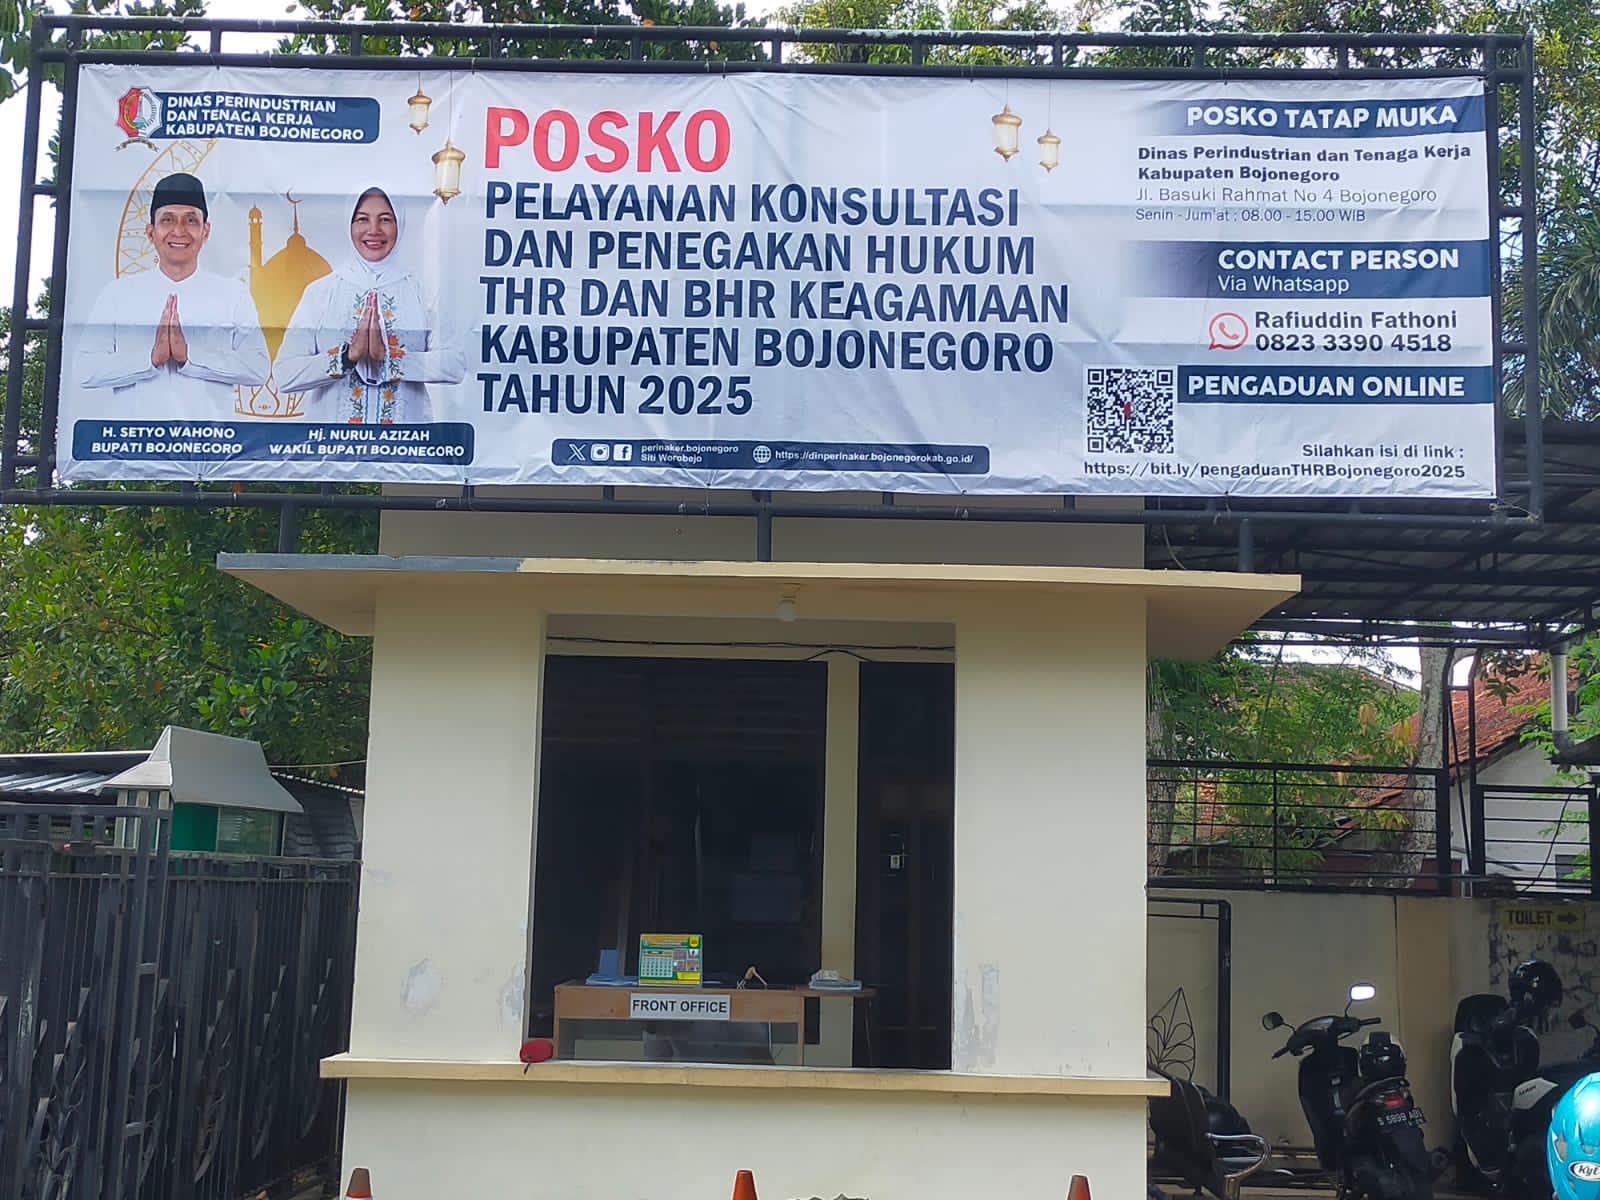 DINAS PERINDUSTRIAN
DAN TENAGA KERJA
KABUPATEN BOJONEGORO
H. SETYO WAHONO
BUPATI BOJONEGORO
Hj. NURUL AZIZAH
WAKIL BUPATI BOJONEGORO
POSKO
PELAYANAN KONSULTASI
DAN PENEGAKAN HUKUM
THR DAN BHR KEAGAMAAN
KABUPATEN BOJONEGORO
TAHUN 2025
perinaker.bojonegoro
Siti Worobejo
https://dinperinaker.bojonegorokab.go.id/
POSKO TATAP MUKA
Dinas Perindustrian dan Tenaga Kerja
Kabupaten Bojonegoro
Jl. Basuki Rahmat No 4 Bojonegoro
Senin - Jum'at : 08.00 - 15.00 WIB
CONTACT PERSON
Via Whatsapp
Rafiuddin Fathoni
0823 3390 4518
PENGADUAN ONLINE
Silahkan isi di link :
https://bit.ly/pengaduanTHRBojonegoro2025
TOILET
FRONT OFFICE